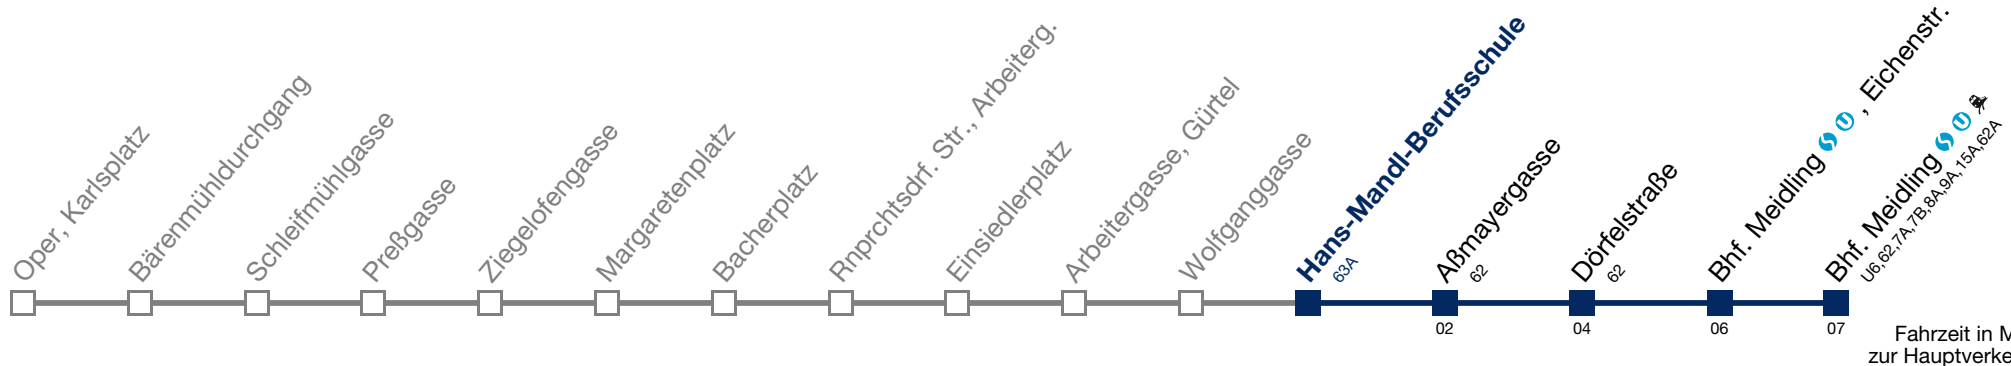 Oper, Karlsplatz
Bärenmühldurchgang
Schleifmühlgasse
Preßgasse
Ziegelofengasse
Margaretenplatz
Bacherplatz
Rnprchtsdrf. Str., Arbeiterg.
Einsiedlerplatz
Arbeitergasse, Gürtel
Wolfganggasse
Hans-Mandl-Berufsschule
63A
Aßmayergasse
62
Dörfelstraße
62
Bhf. Meidling S U , Eichenstr.
Bhf. Meidling S U
U6,62,7A,7B,8A,9A,15A,62A
02
04
06
07
Fahrzeit in M
zur Hauptverke